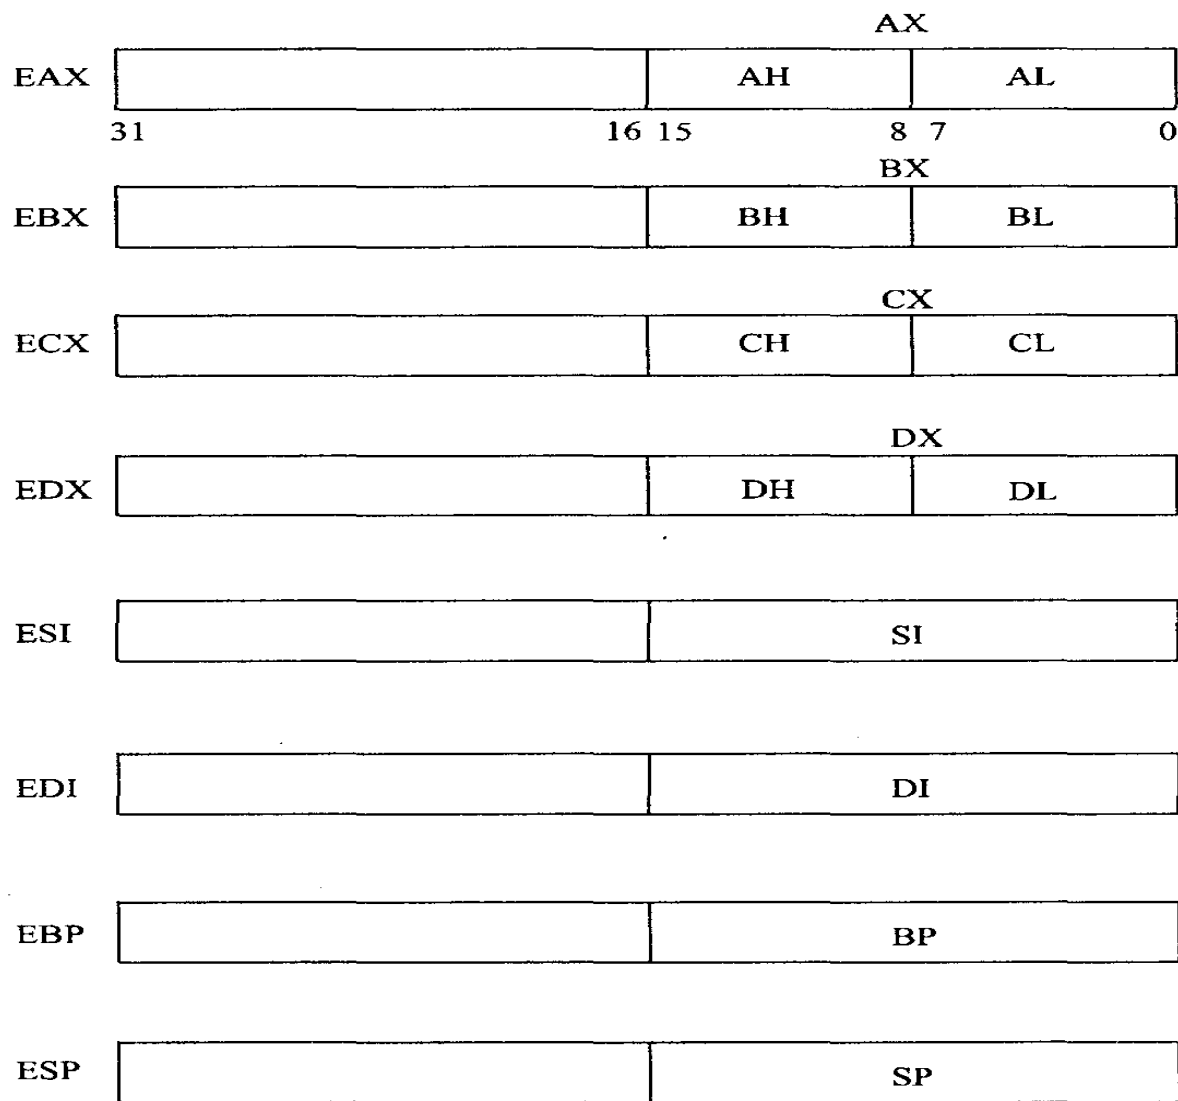 AX
EAX AH AL
31 16 15 8 7 0
BX
EBX BH BL
CX
ECX CH CL
DX
EDX DH DL
ESI SI
EDI DI
EBP BP
ESP SP